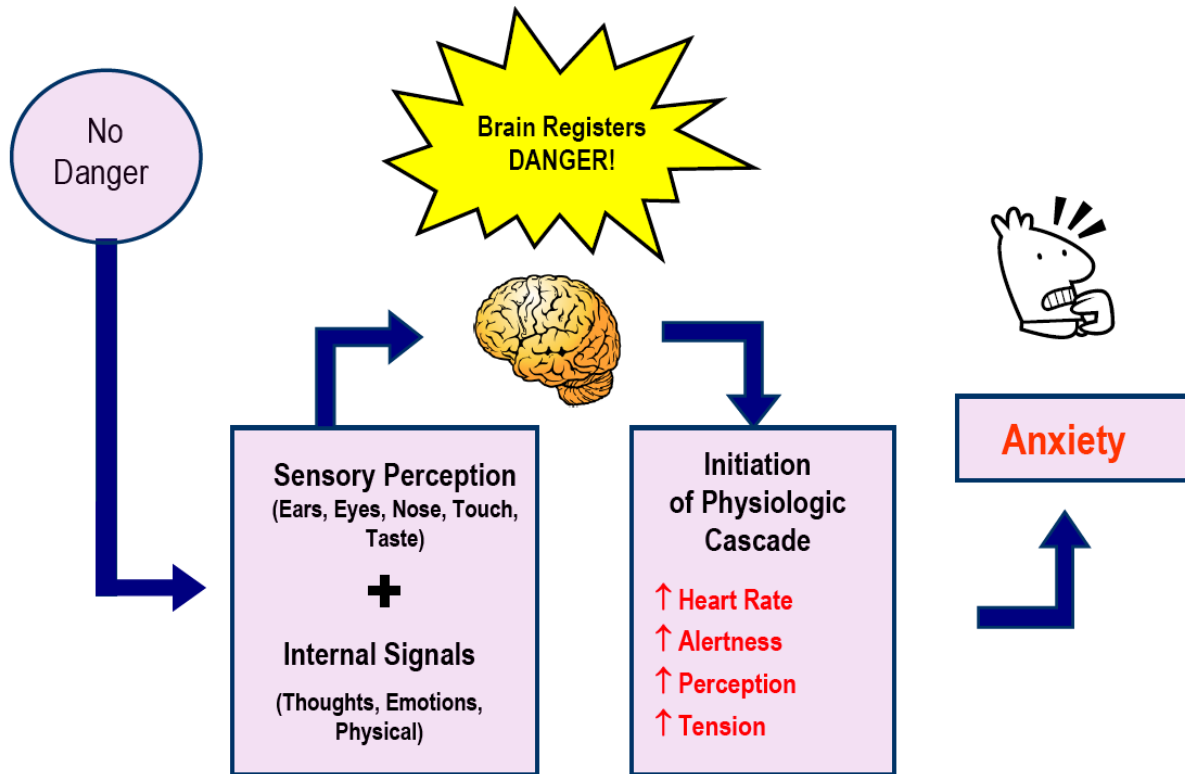 No
Danger
Brain Registers
DANGER!
Sensory Perception
(Ears, Eyes, Nose, Touch,
Taste)
+
Internal Signals
(Thoughts, Emotions,
Physical)
Initiation
of Physiologic
Cascade
↑ Heart Rate
↑ Alertness
↑ Perception
↑ Tension
Anxiety